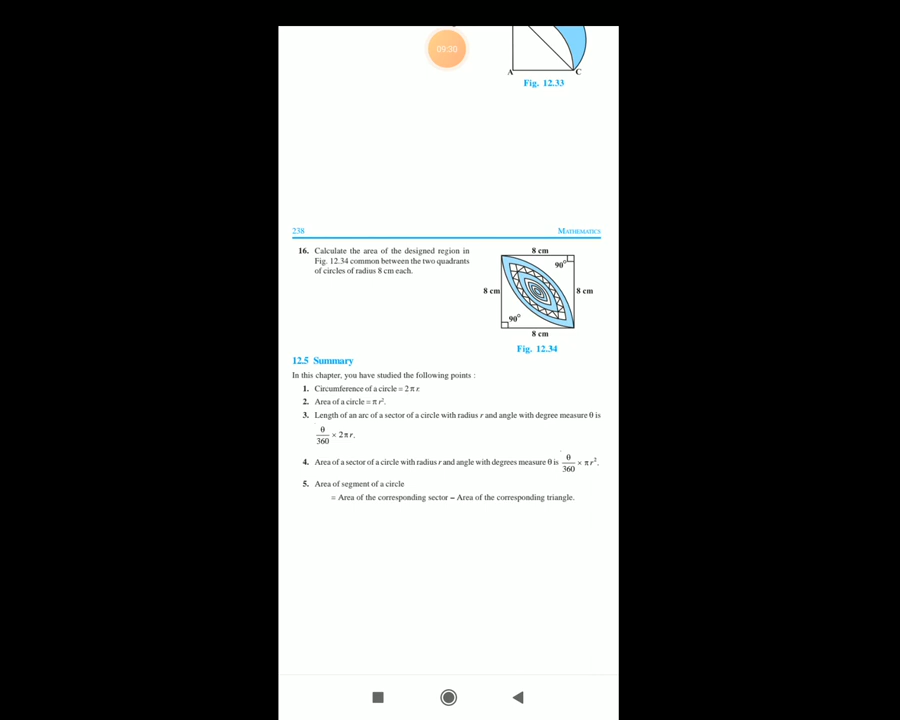 09:30
A
C
Fig. 12.33
238
MATHEMATICS
16. Calculate the area of the designed region in
Fig. 12.34 common between the two quadrants
of circles of radius 8 cm each.
8 cm
90°
8 cm
8 cm
90°
8 cm
Fig. 12.34
12.5 Summary
In this chapter, you have studied the following points :
1. Circumference of a circle = 2 π r.
2. Area of a circle = π r².
3. Length of an arc of a sector of a circle with radius r and angle with degree measure θ is
θ/360 × 2 π r.
4. Area of a sector of a circle with radius r and angle with degrees measure θ is θ/360 × π r².
5. Area of segment of a circle
= Area of the corresponding sector – Area of the corresponding triangle.